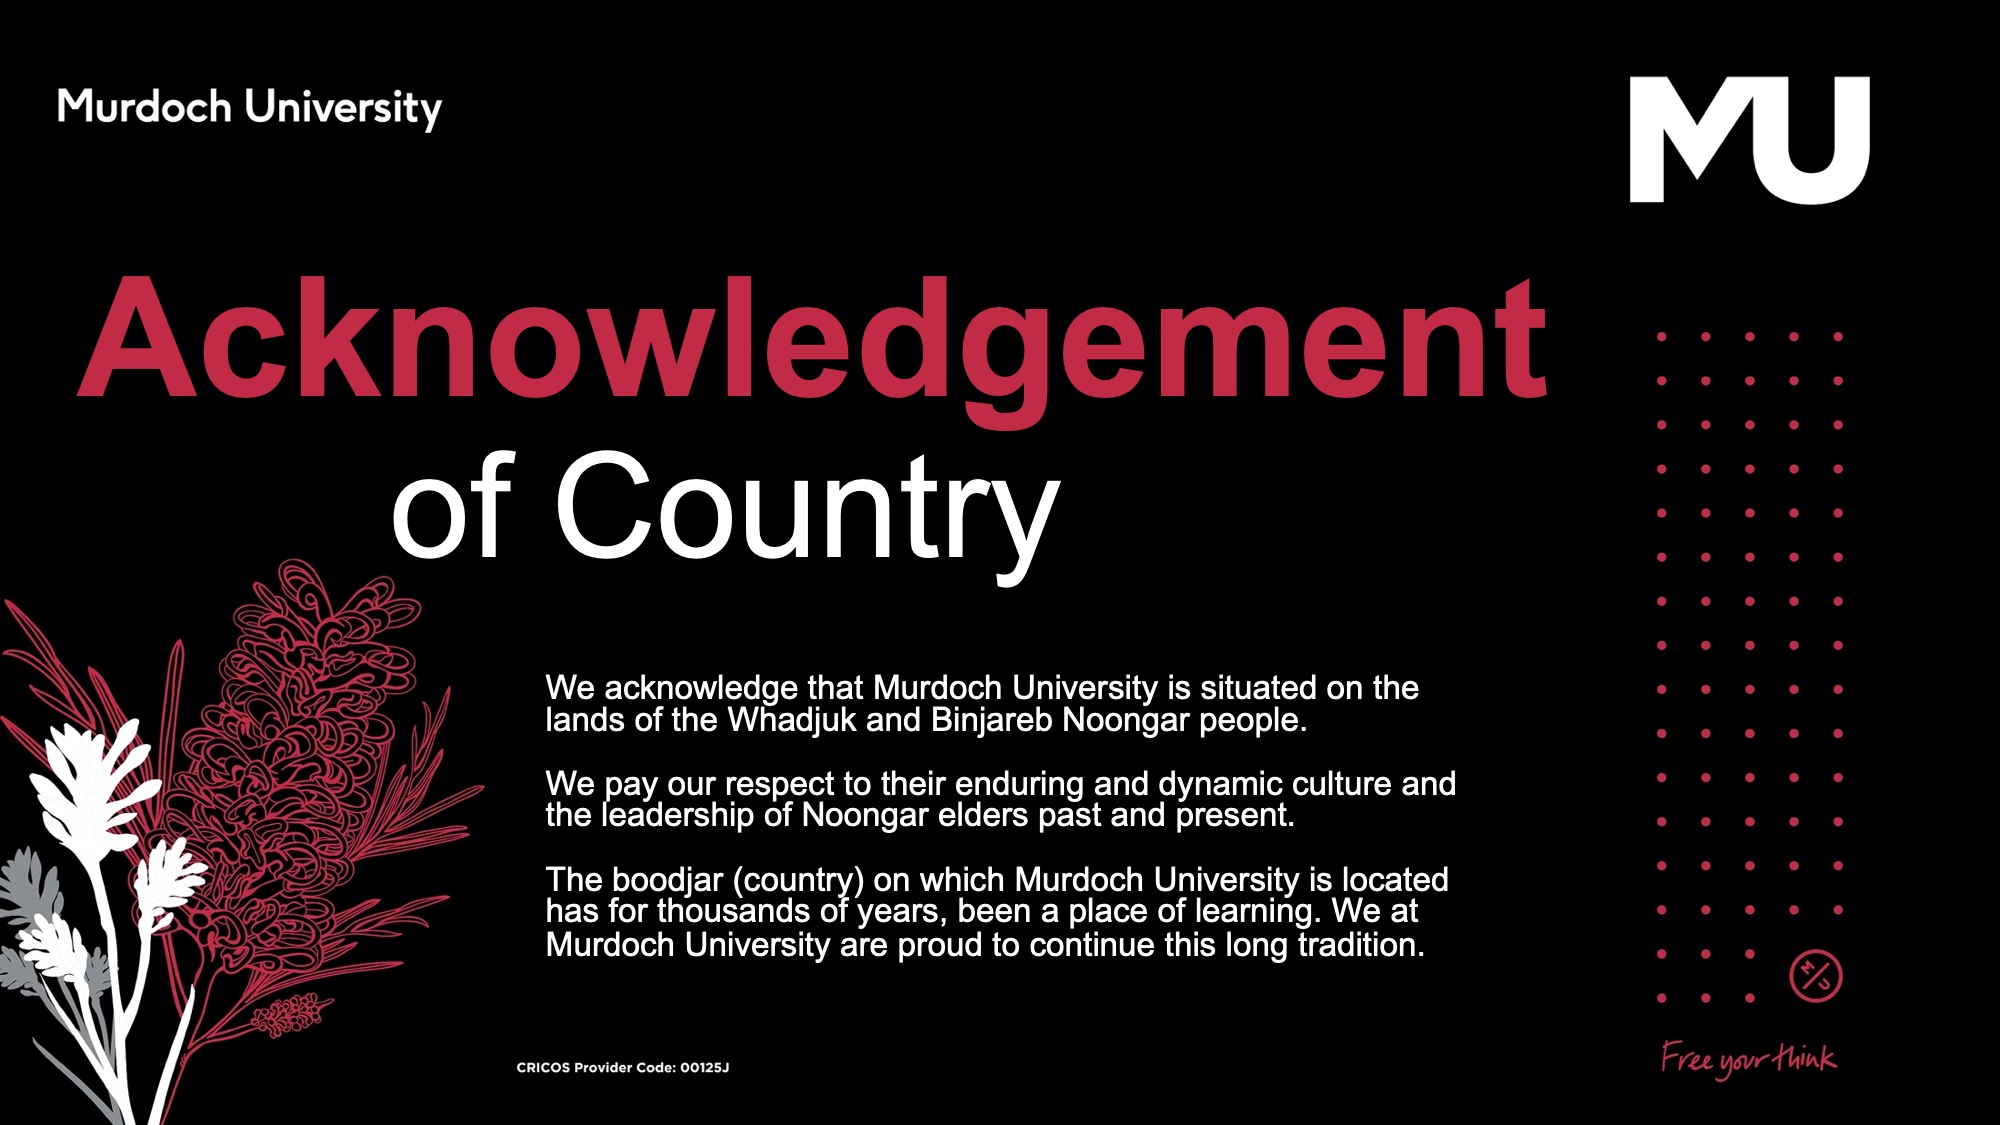 Murdoch University
MU
Acknowledgement
of Country
We acknowledge that Murdoch University is situated on the
lands of the Whadjuk and Binjareb Noongar people.
We pay our respect to their enduring and dynamic culture and
the leadership of Noongar elders past and present.
The boodjar (country) on which Murdoch University is located
has for thousands of years, been a place of learning. We at
Murdoch University are proud to continue this long tradition.
M/U
Free your think
CRICOS Provider Code: 00125J